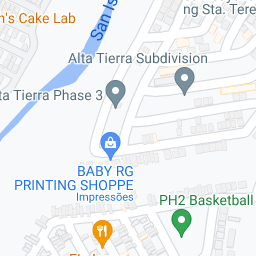 n's Cake Lab
San Is
ng Sta. Tere
Alta Tierra Subdivision
ta Tierra Phase 3
BABY RG
PRINTING SHOPPE
Impressões
PH2 Basketball